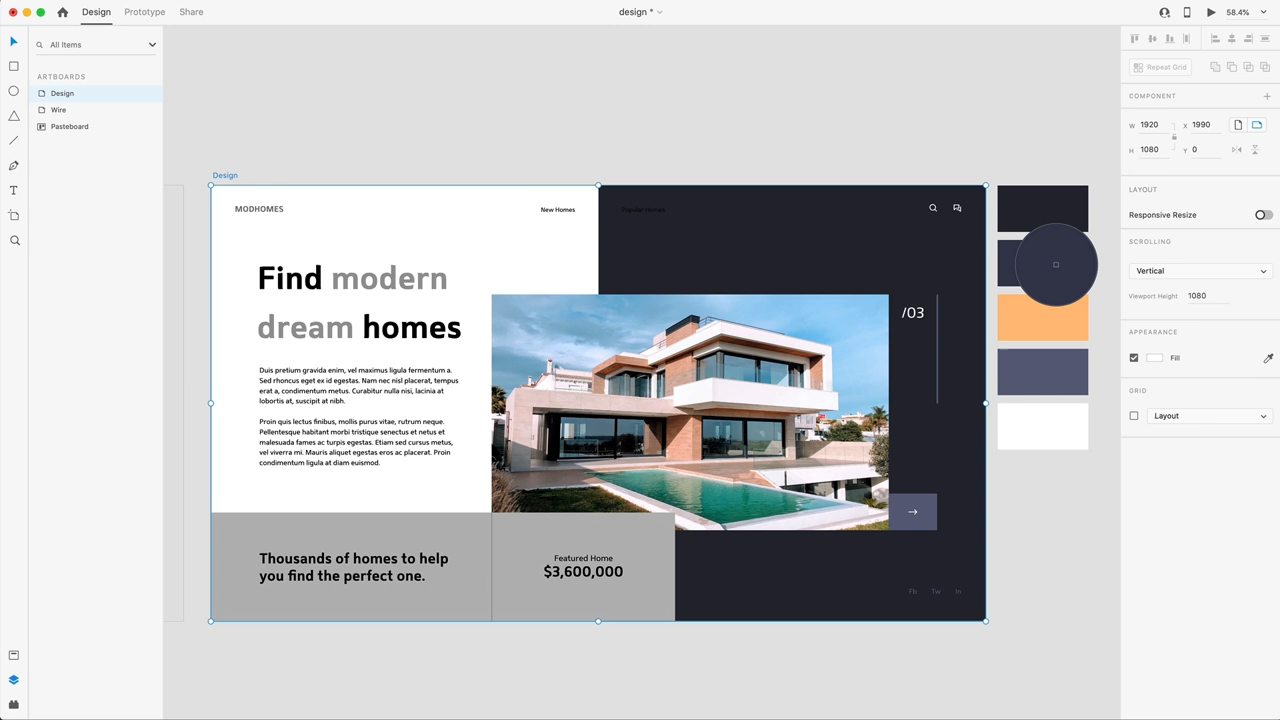 Design
Prototype
Share
design *
58.4%
All Items
ARTBOARDS
Design
Wire
Pasteboard
Design
MODHOMES
New Homes
Popular Homes
Find modern
dream homes
Duis pretium gravida enim, vel maximus ligula fermentum a.
Sed rhoncus eget ex id egestas. Nam nec nisl placerat, tempus
erat a, condimentum metus. Curabitur nulla nisi, lacinia at
lobortis at, suscipit at nibh.
Proin quis lectus finibus, mollis purus vitae, rutrum neque.
Pellentesque habitant morbi tristique senectus et netus et
malesuada fames ac turpis egestas. Etiam sed cursus metus,
vel viverra mi. Mauris aliquet egestas eros ac placerat. Proin
condimentum ligula at diam euismod.
/03
Thousands of homes to help
you find the perfect one.
Featured Home
$3,600,000
Fb
Tw
In
Repeat Grid
COMPONENT
W 1920
X 1990
H 1080
Y 0
LAYOUT
Responsive Resize
SCROLLING
Vertical
Viewport Height 1080
APPEARANCE
Fill
GRID
Layout